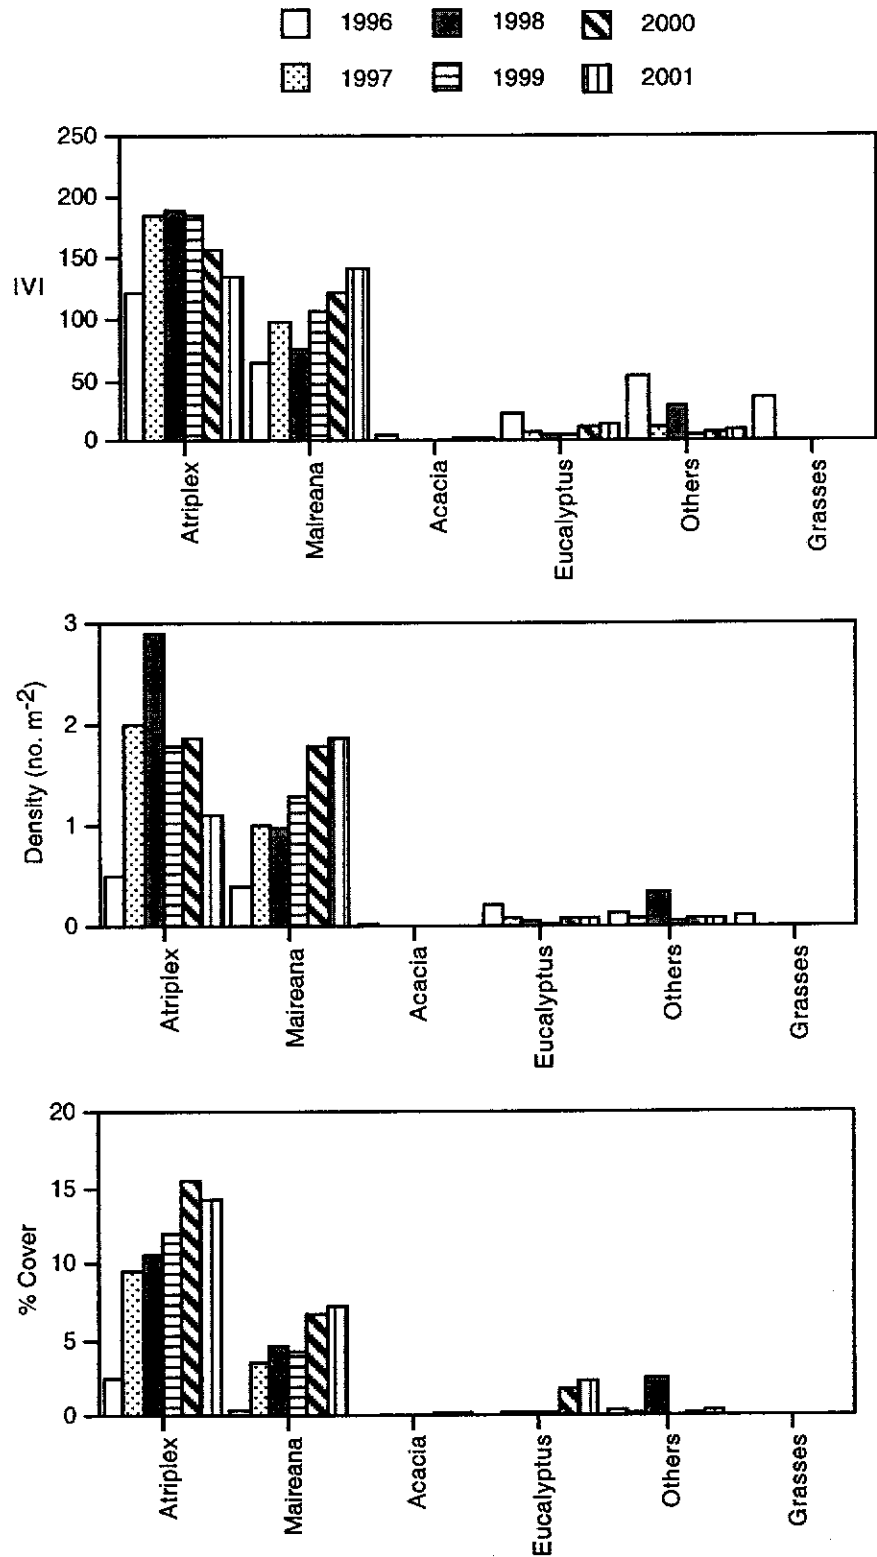 1996 1998 2000
1997 1999 2001
250
200
150
100
50
0
IVI
Atriplex
Maireana
Acacia
Eucalyptus
Others
Grasses
3
2
1
0
Density (no. m-2)
Atriplex
Maireana
Acacia
Eucalyptus
Others
Grasses
20
15
10
5
0
% Cover
Atriplex
Maireana
Acacia
Eucalyptus
Others
Grasses